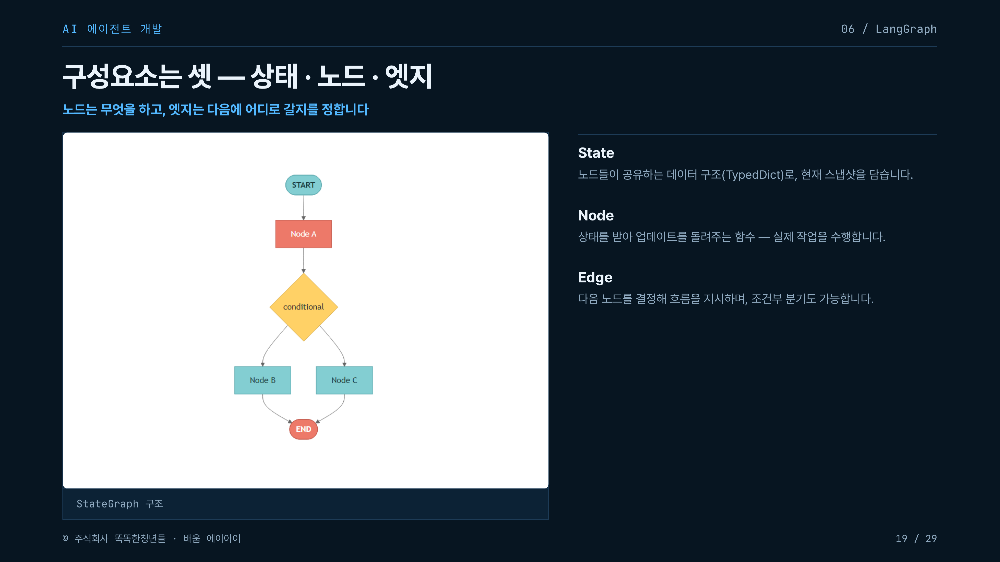 AI 에이전트 개발
06 / LangGraph
구성요소는 셋 — 상태 · 노드 · 엣지
노드는 무엇을 하고, 엣지는 다음에 어디로 갈지를 정합니다
START
Node A
conditional
Node B
Node C
END
StateGraph 구조
State
노드들이 공유하는 데이터 구조(TypedDict)로, 현재 스냅샷을 담습니다.
Node
상태를 받아 업데이트를 돌려주는 함수 — 실제 작업을 수행합니다.
Edge
다음 노드를 결정해 흐름을 지시하며, 조건부 분기도 가능합니다.
© 주식회사 똑똑한청년들 · 배움 에이아이
19 / 29